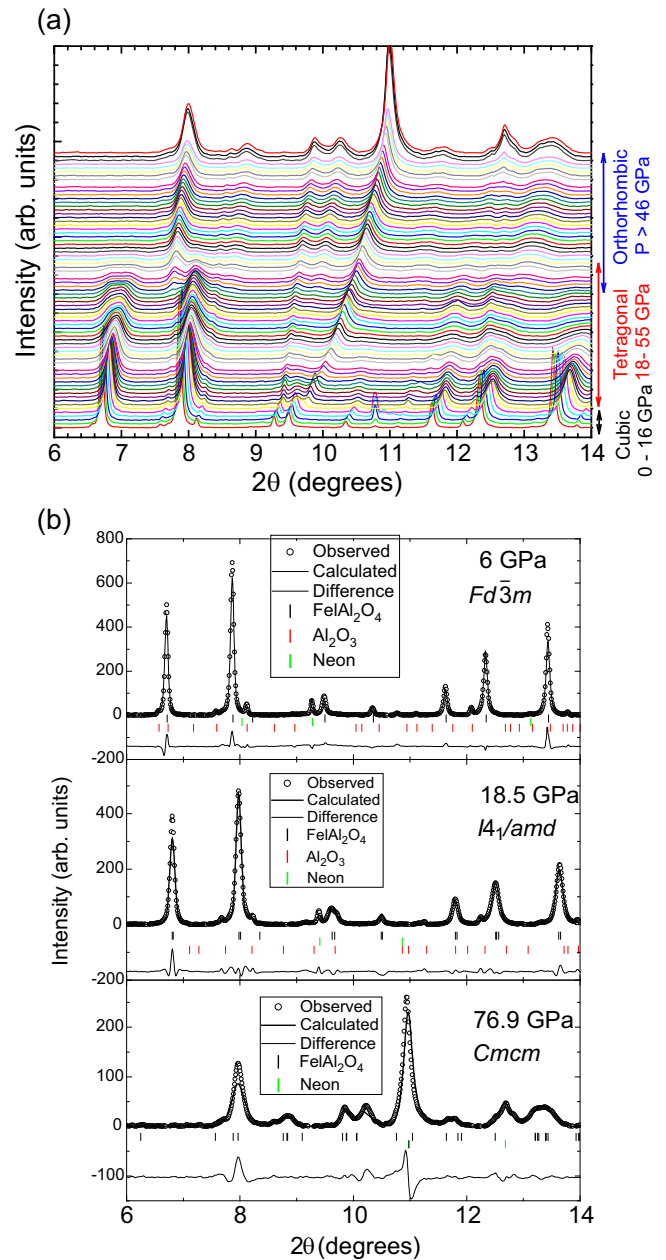 (a)
Intensity (arb. units)
6 7 8 9 10 11 12 13 14
2θ (degrees)
Cubic
0 - 16 GPa
Tetragonal
18- 55 GPa
Orthorhombic
P > 46 GPa
(b)
Intensity (arb. units)
800
600
400
200
0
-200
Observed
Calculated
Difference
FelAl2O4
Al2O3
Neon
6 GPa
Fd3̅m
400
200
0
-200
Observed
Calculated
Difference
FelAl2O4
Al2O3
Neon
18.5 GPa
I41/amd
200
100
0
-100
Observed
Calculated
Difference
FelAl2O4
Neon
76.9 GPa
Cmcm
6 8 10 12 14
2θ (degrees)